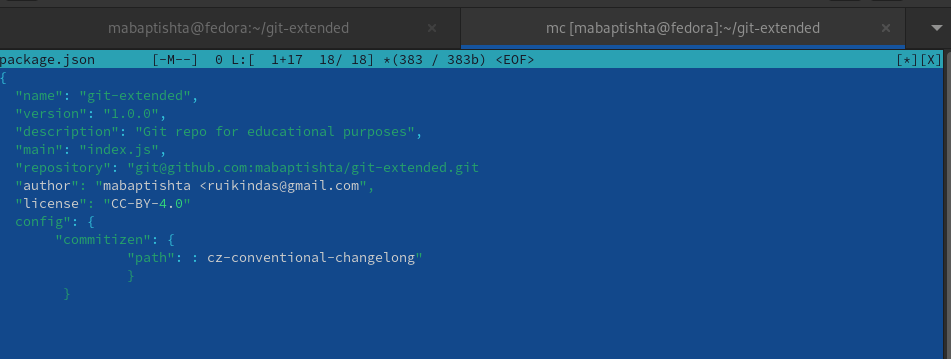 mabaptishta@fedora:~/git-extended × mc [mabaptishta@fedora]:~/git-extended ×
package.json [-M--] 0 L:[ 1+17 18/ 18] *(383 / 383b) <EOF> [*][X]
{
"name": "git-extended",
"version": "1.0.0",
"description": "Git repo for educational purposes",
"main": "index.js",
"repository": "git@github.com:mabaptishta/git-extended.git
"author": "mabaptishta <ruikindas@gmail.com",
"license": "CC-BY-4.0"
config": {
"commitizen": {
"path": : cz-conventional-changelong"
}
}